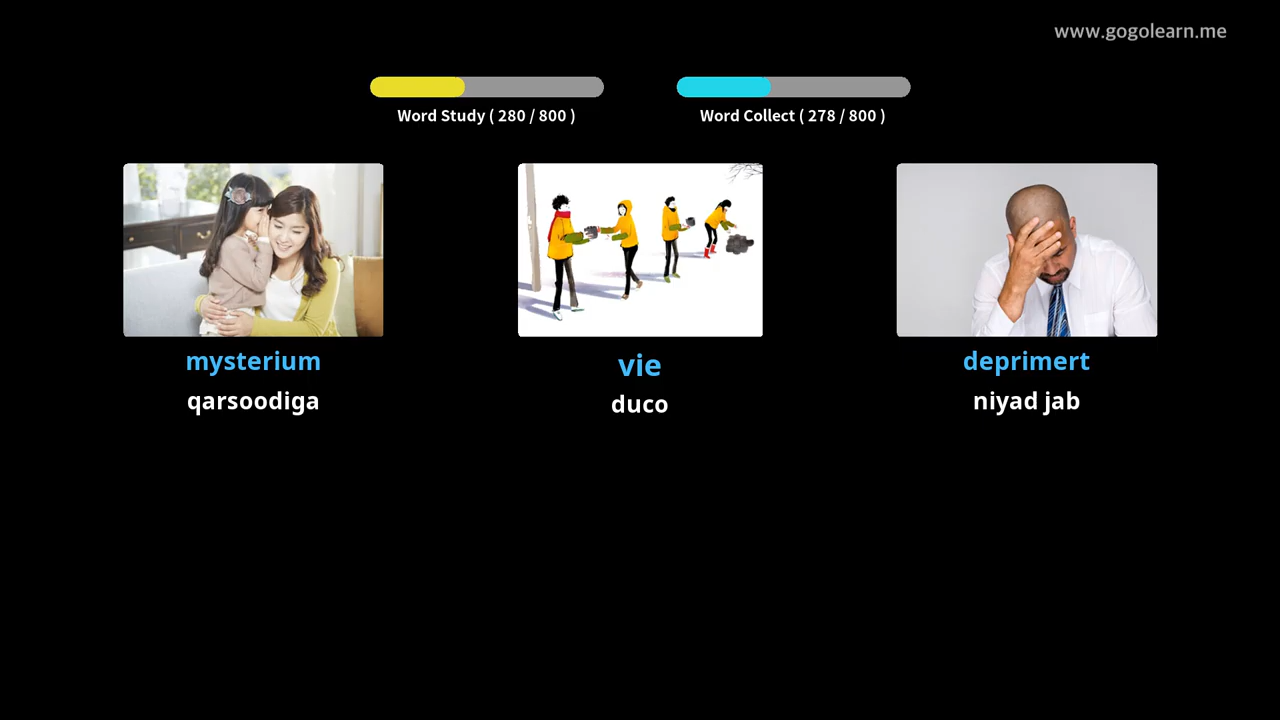 www.gogolearn.me
Word Study ( 280 / 800 )
Word Collect ( 278 / 800 )
mysterium
vie
deprimert
qarsoodiga
duco
niyad jab